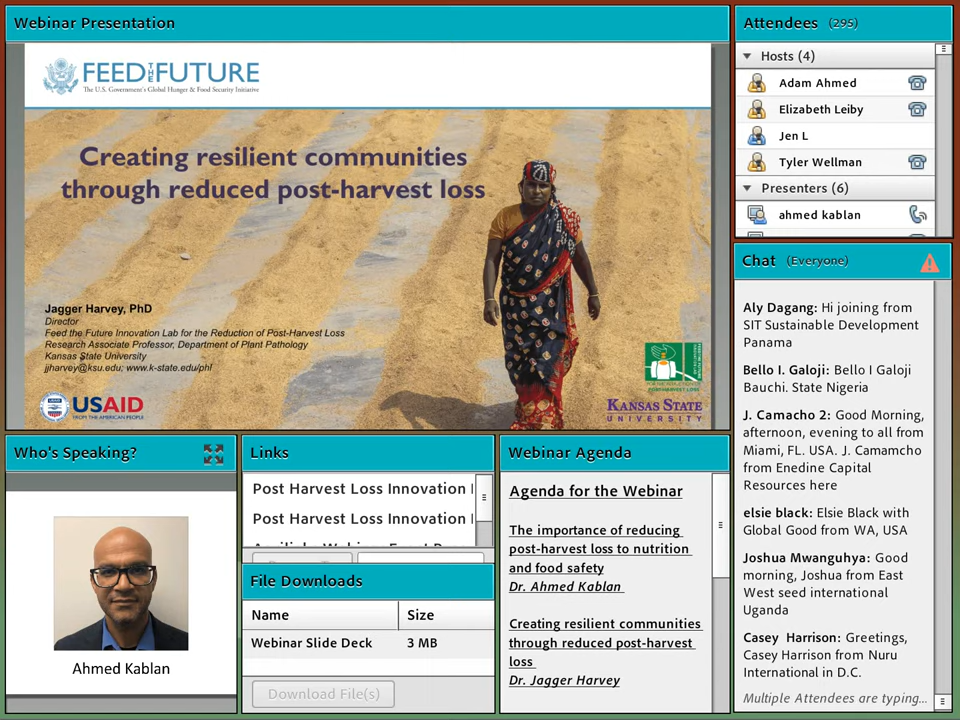 Webinar Presentation
FEED THE FUTURE
The U.S. Government's Global Hunger & Food Security Initiative
Creating resilient communities
through reduced post-harvest loss
Jagger Harvey, PhD
Director
Feed the Future Innovation Lab for the Reduction of Post-Harvest Loss
Research Associate Professor, Department of Plant Pathology
Kansas State University
jjharvey@ksu.edu; www.k-state.edu/phl
USAID
FROM THE AMERICAN PEOPLE
KANSAS STATE
UNIVERSITY
Attendees (295)
Hosts (4)
Adam Ahmed
Elizabeth Leiby
Jen L
Tyler Wellman
Presenters (6)
ahmed kablan
Chat (Everyone)
Aly Dagang: Hi joining from
SIT Sustainable Development
Panama
Bello I. Galoji: Bello I Galoji
Bauchi. State Nigeria
J. Camacho 2: Good Morning,
afternoon, evening to all from
Miami, FL. USA. J. Camamcho
from Enedine Capital
Resources here
elsie black: Elsie Black with
Global Good from WA, USA
Joshua Mwanguhya: Good
morning, Joshua from East
West seed international
Uganda
Casey Harrison: Greetings,
Casey Harrison from Nuru
International in D.C.
Multiple Attendees are typing...
Who's Speaking?
Ahmed Kablan
Links
Post Harvest Loss Innovation
Post Harvest Loss Innovation
File Downloads
Name Size
Webinar Slide Deck 3 MB
Download File(s)
Webinar Agenda
Agenda for the Webinar
The importance of reducing
post-harvest loss to nutrition
and food safety
Dr. Ahmed Kablan
Creating resilient communities
through reduced post-harvest
loss
Dr. Jagger Harvey